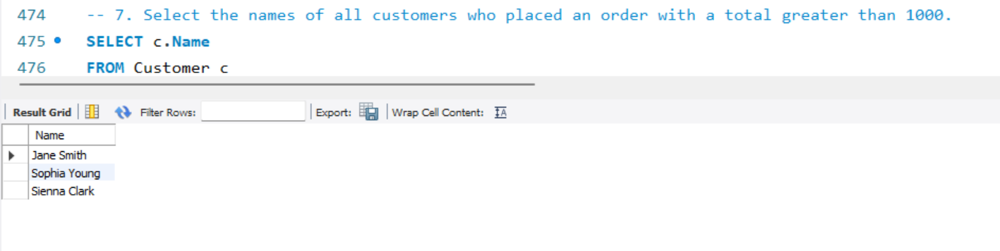 474 -- 7. Select the names of all customers who placed an order with a total greater than 1000.
475 SELECT c.Name
476 FROM Customer c
Result Grid Filter Rows: Export: Wrap Cell Content: IA
Name
Jane Smith
Sophia Young
Sienna Clark